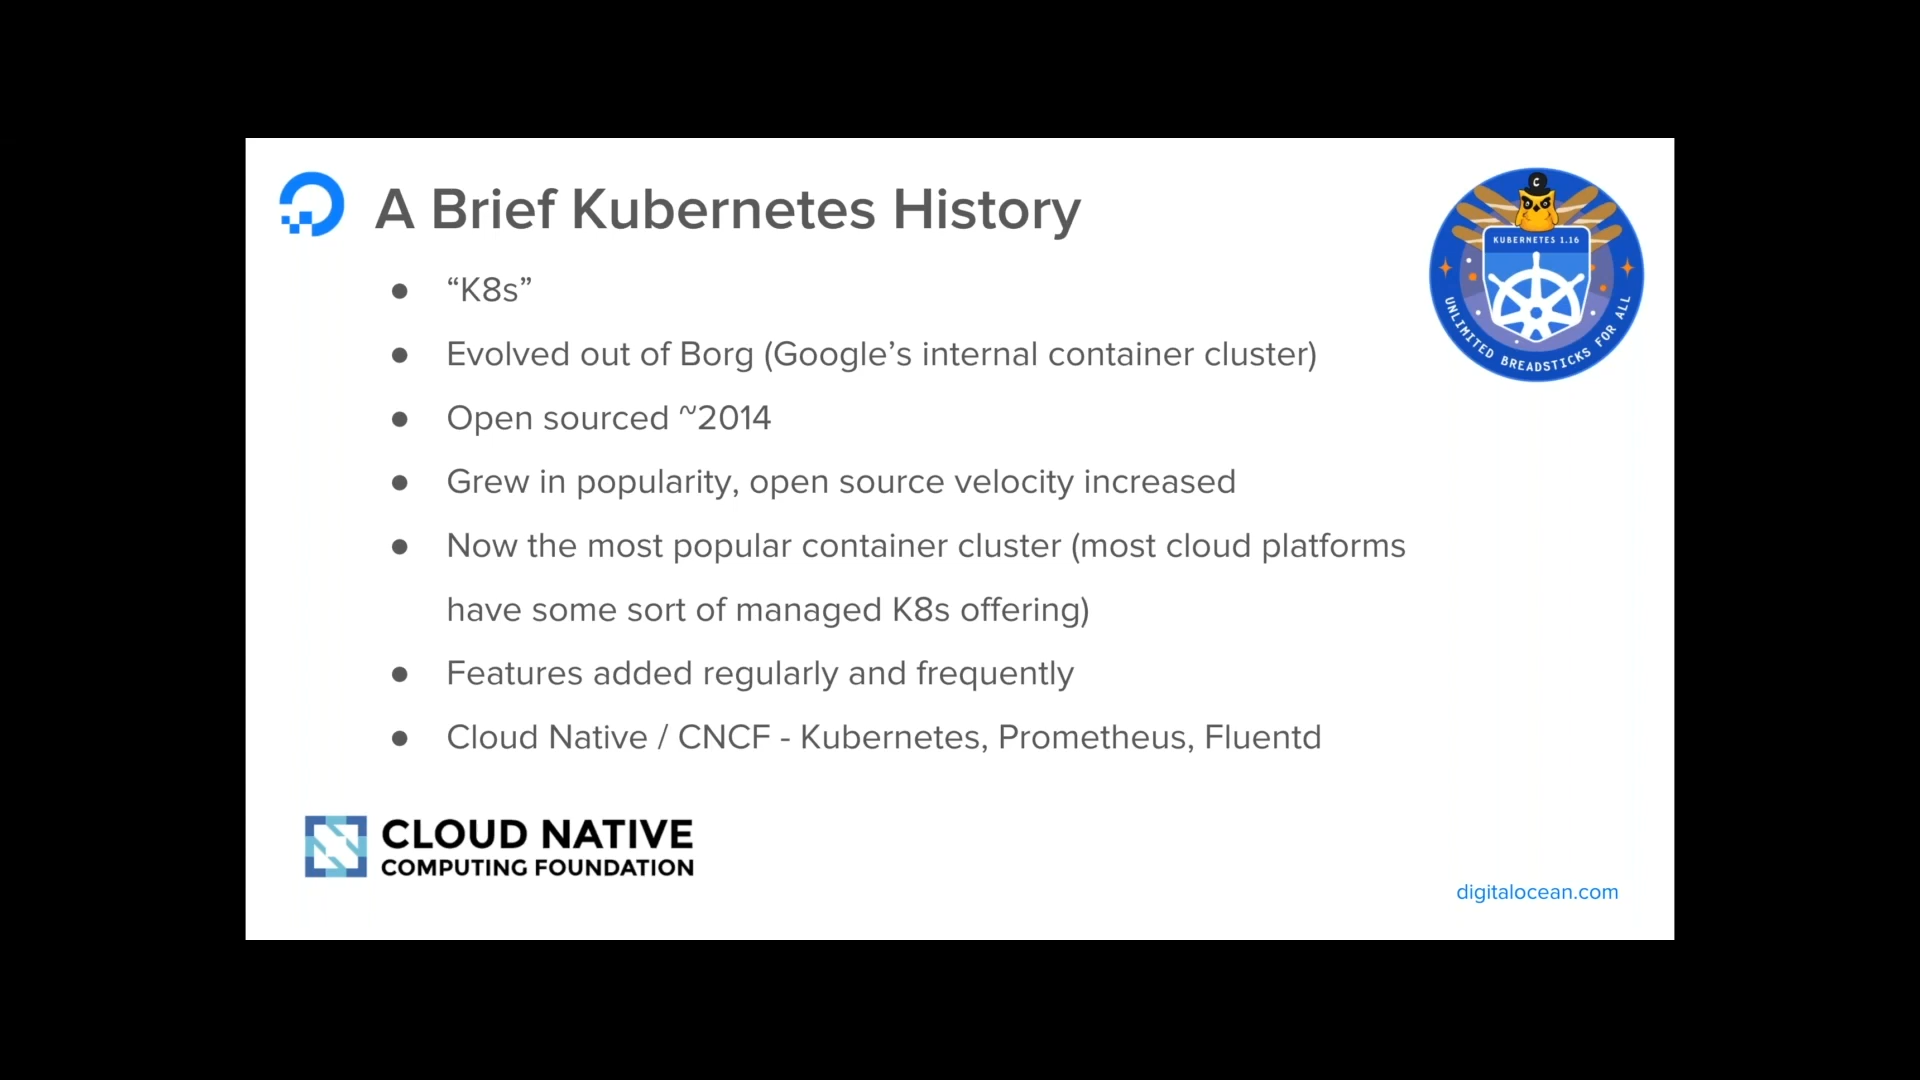 A Brief Kubernetes History
● “K8s”
● Evolved out of Borg (Google’s internal container cluster)
● Open sourced ~2014
● Grew in popularity, open source velocity increased
● Now the most popular container cluster (most cloud platforms
have some sort of managed K8s offering)
● Features added regularly and frequently
● Cloud Native / CNCF - Kubernetes, Prometheus, Fluentd
C
KUBERNETES 1.16
UNLIMITED BREADSTICKS FOR ALL
CLOUD NATIVE
COMPUTING FOUNDATION
digitalocean.com